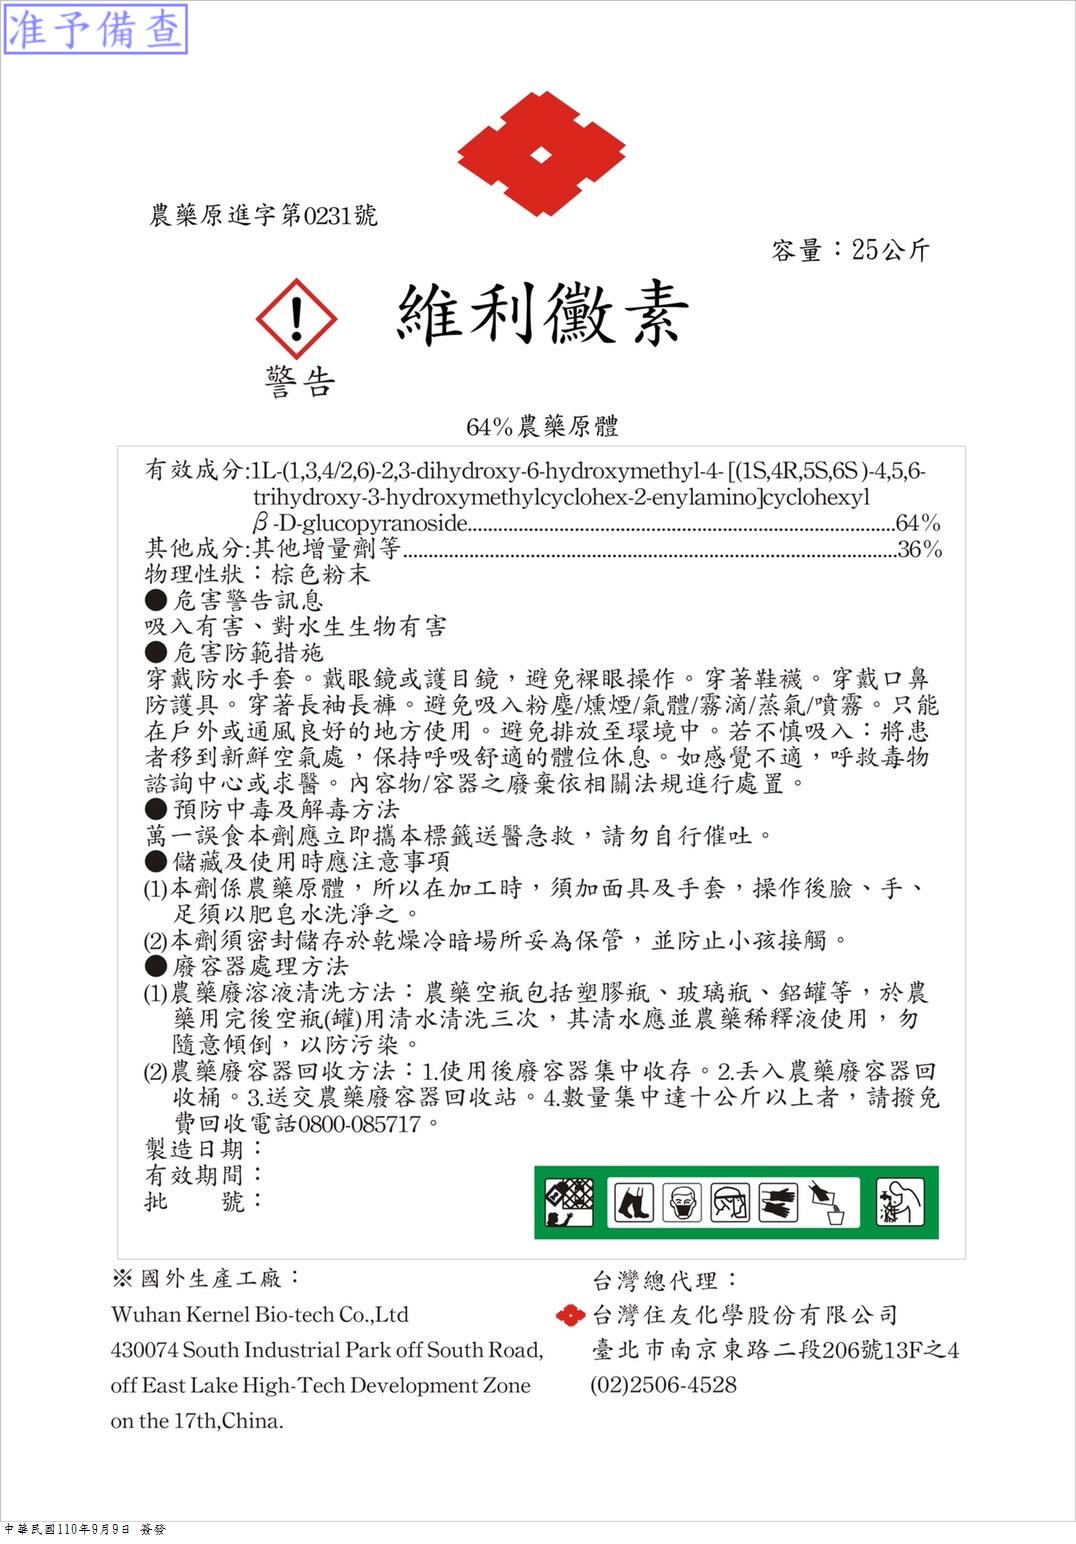 准予備查
農藥原進字第0231號
容量：25公斤
維利黴素
警告
64%農藥原體
有效成分:1L-(1,3,4/2,6)-2,3-dihydroxy-6-hydroxymethyl-4- [(1S,4R,5S,6S )-4,5,6-
trihydroxy-3-hydroxymethylcyclohex-2-enylamino]cyclohexyl
β -D-glucopyranoside....................................................................................64%
其他成分:其他增量劑等.................................................................................................36%
物理性狀：棕色粉末
● 危害警告訊息
吸入有害、對水生生物有害
● 危害防範措施
穿戴防水手套。戴眼鏡或護目鏡，避免裸眼操作。穿著鞋襪。穿戴口鼻
防護具。穿著長袖長褲。避免吸入粉塵/燻煙/氣體/霧滴/蒸氣/噴霧。只能
在戶外或通風良好的地方使用。避免排放至環境中。若不慎吸入：將患
者移到新鮮空氣處，保持呼吸舒適的體位休息。如感覺不適，呼救毒物
諮詢中心或求醫。內容物/容器之廢棄依相關法規進行處置。
● 預防中毒及解毒方法
萬一誤食本劑應立即攜本標籤送醫急救，請勿自行催吐。
● 儲藏及使用時應注意事項
(1)本劑係農藥原體，所以在加工時，須加面具及手套，操作後臉、手、
足須以肥皂水洗淨之。
(2)本劑須密封儲存於乾燥冷暗場所妥為保管，並防止小孩接觸。
● 廢容器處理方法
(1)農藥廢溶液清洗方法：農藥空瓶包括塑膠瓶、玻璃瓶、鋁罐等，於農
藥用完後空瓶(罐)用清水清洗三次，其清水應並農藥稀釋液使用，勿
隨意傾倒，以防污染。
(2)農藥廢容器回收方法：1.使用後廢容器集中收存。2.丟入農藥廢容器回
收桶。3.送交農藥廢容器回收站。4.數量集中達十公斤以上者，請撥免
費回收電話0800-085717。
製造日期：
有效期間：
批　　號：
※ 國外生產工廠：
Wuhan Kernel Bio-tech Co.,Ltd
430074 South Industrial Park off South Road,
off East Lake High-Tech Development Zone
on the 17th,China.
台灣總代理：
台灣住友化學股份有限公司
臺北市南京東路二段206號13F之4
(02)2506-4528
中華民國110年9月9日 簽發